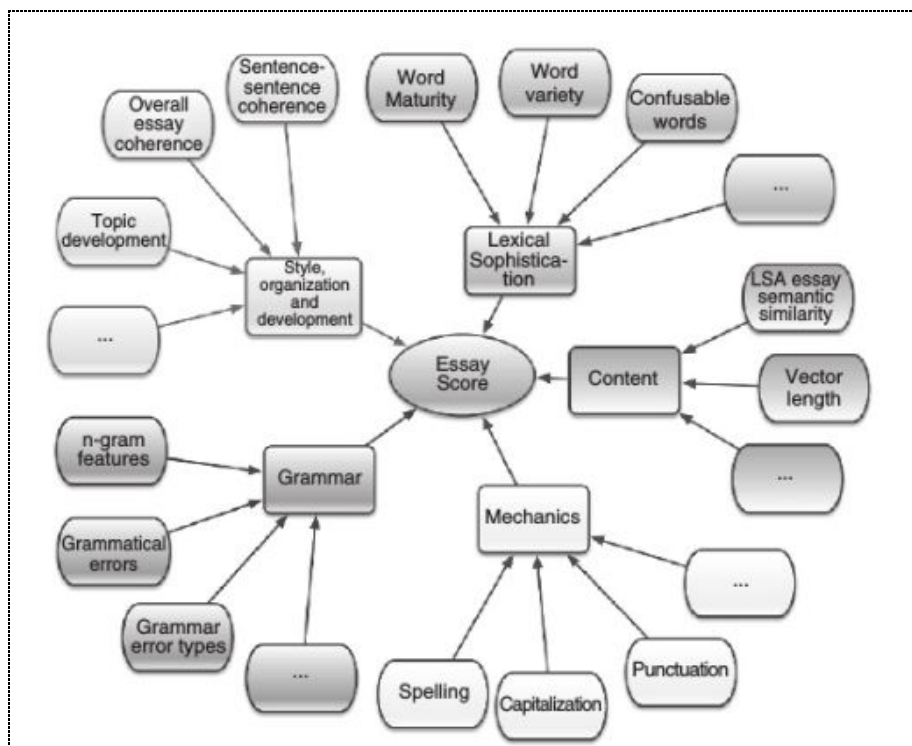 Sentence-
sentence
coherence
Word
Maturity
Word
variety
Confusable
words
Overall
essay
coherence
...
Topic
development
Lexical
Sophistica-
tion
Style,
organization
and
development
LSA essay
semantic
similarity
...
Essay
Score
Content
Vector
length
n-gram
features
Grammar
...
Mechanics
Grammatical
errors
...
Grammar
error types
...
Spelling
Capitalization
Punctuation